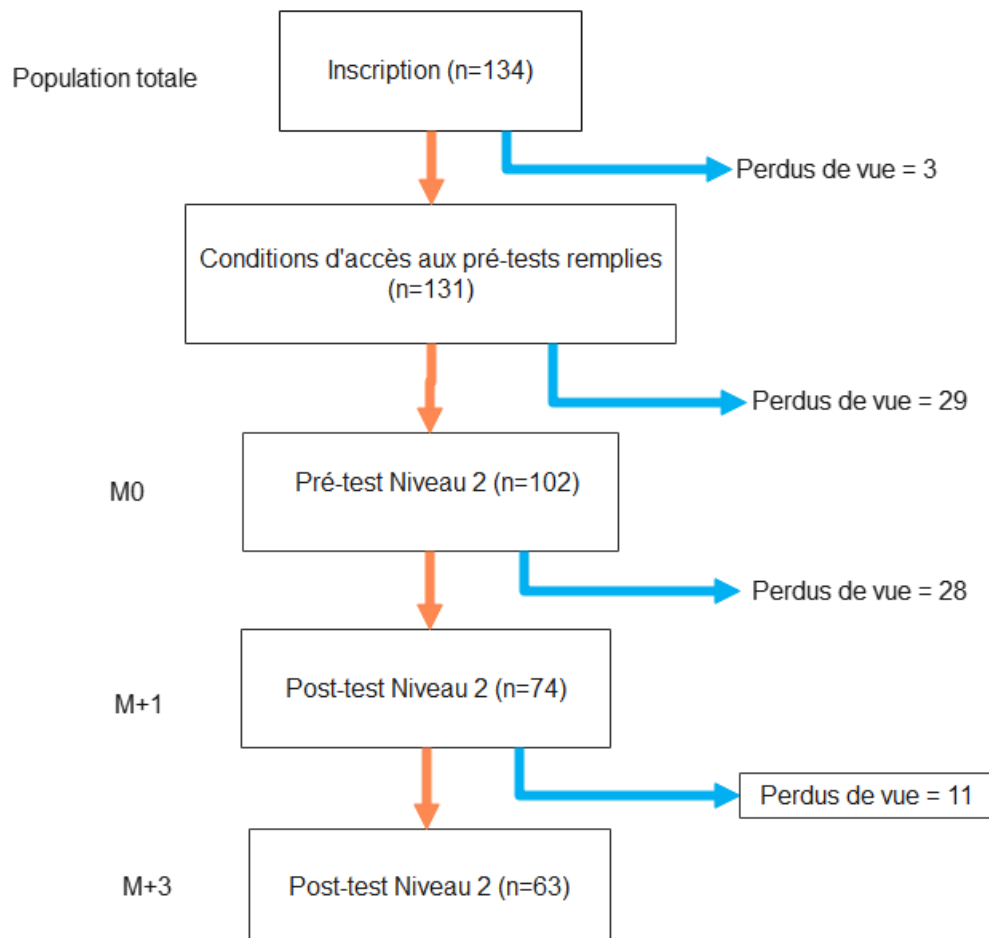 Inscription (n=134)
Population totale
Perdus de vue = 3
Conditions d'accès aux pré-tests remplies
(n=131)
Perdus de vue = 29
Pré-test Niveau 2 (n=102)
M0
Perdus de vue = 28
Post-test Niveau 2 (n=74)
M+1
Perdus de vue = 11
M+3
Post-test Niveau 2 (n=63)